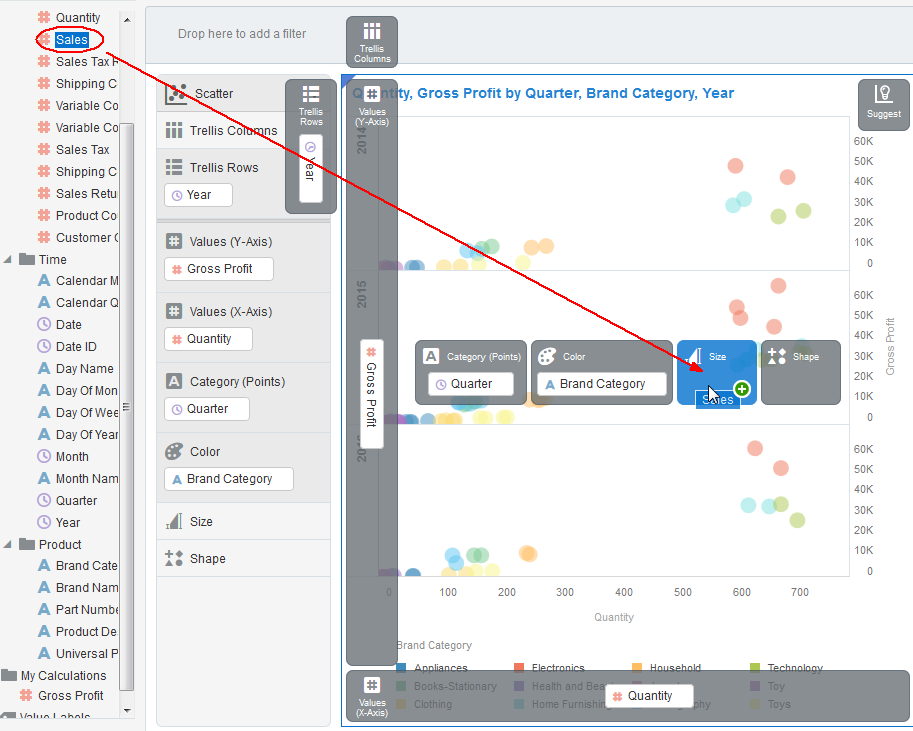 Quantity
Sales
Sales Tax R
Shipping C
Variable Co
Variable Co
Sales Tax
Shipping C
Sales Retu
Product Co
Customer C
Time
Calendar M
Calendar Q
Date
Date ID
Day Name
Day Of Mon
Day Of Wee
Day Of Year
Month
Month Nam
Quarter
Year
Product
Brand Cate
Brand Nam
Part Numbe
Product De
Universal P
My Calculations
Gross Profit
Value Labels
Drop here to add a filter
Trellis
Columns
Scatter
Trellis Columns
Trellis Rows
Year
Values (Y-Axis)
Gross Profit
Values (X-Axis)
Quantity
Category (Points)
Quarter
Color
Brand Category
Size
Shape
Trellis
Rows
Year
Quantity, Gross Profit by Quarter, Brand Category, Year
Values
(Y-Axis)
Gross Profit
Suggest
2014
60K
50K
40K
30K
20K
10K
0
2015
60K
50K
40K
30K
20K
10K
0
Gross Profit
Category (Points)
Quarter
Color
Brand Category
Size
Sales
Shape
60K
50K
40K
30K
20K
10K
0
0 100 200 300 400 500 600 700
Quantity
Brand Category
Appliances Electronics Household Technology
Books-Stationary Health and Toy
Clothing Home Furnishing Toys
Values
(X-Axis)
Quantity